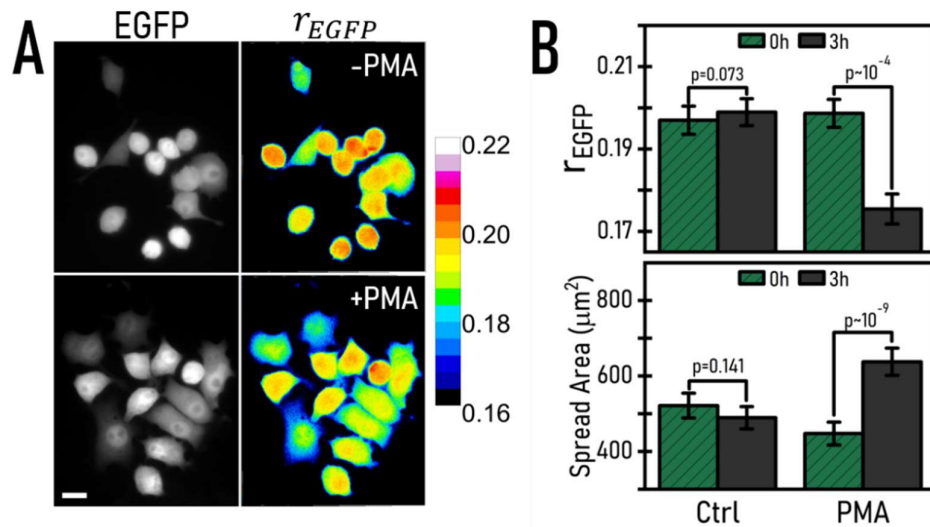 A
EGFP
r_EGFP
-PMA
+PMA
0.22
0.20
0.18
0.16
B
0h
3h
0.21
0.19
0.17
r_EGFP
p=0.073
p~10⁻⁴
0h
3h
800
600
400
Spread Area (μm²)
p=0.141
p~10⁻⁹
Ctrl
PMA